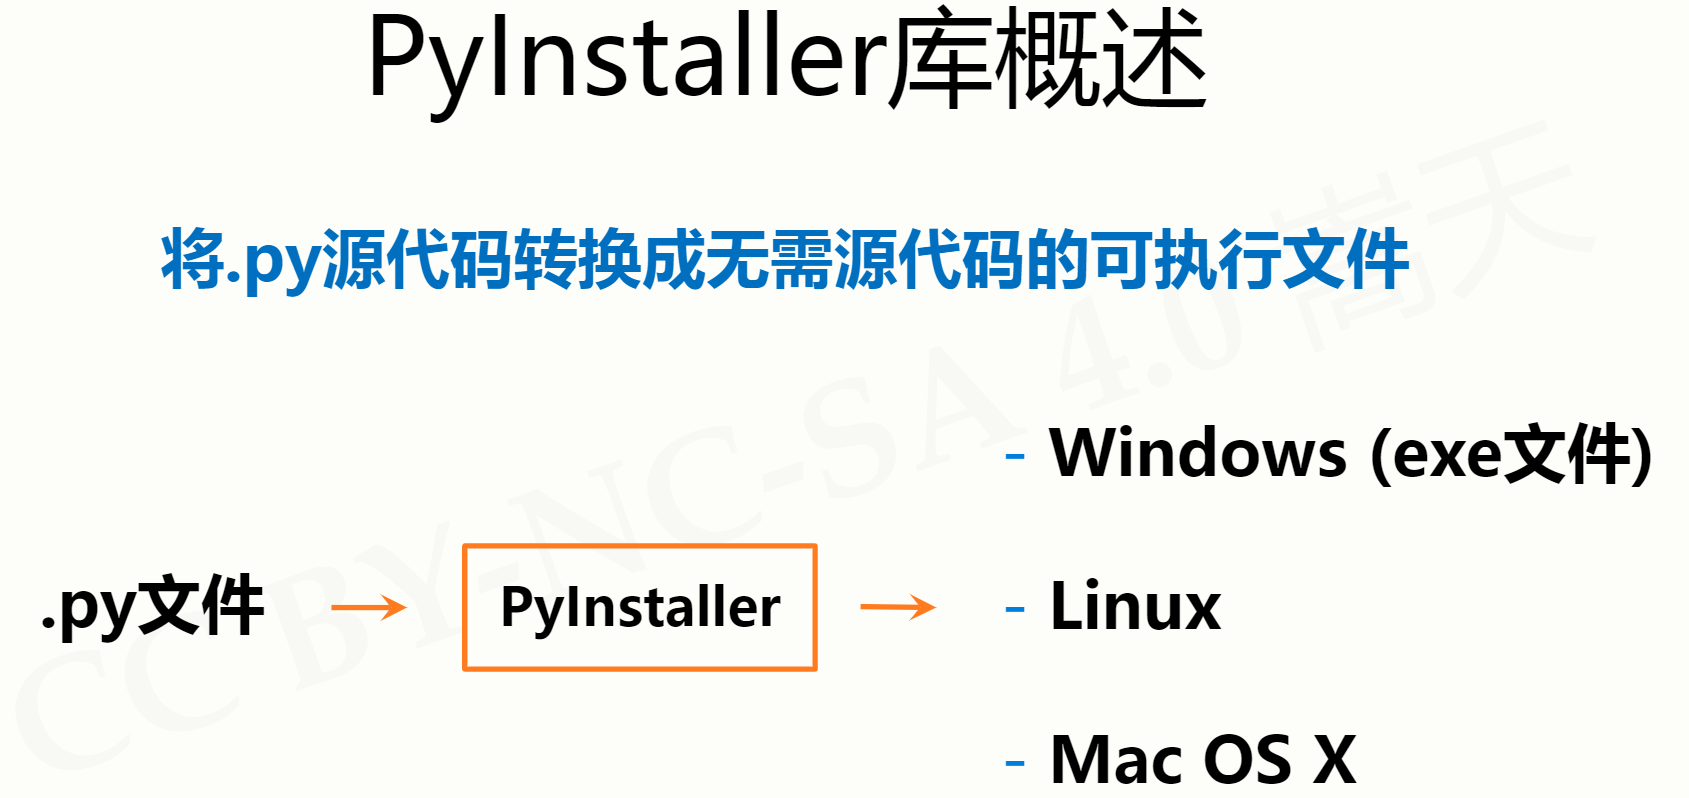 PyInstaller库概述
将.py源代码转换成无需源代码的可执行文件
- Windows (exe文件)
.py文件
PyInstaller
- Linux
- Mac OS X
CC BY-NC-SA 4.0 嵩天